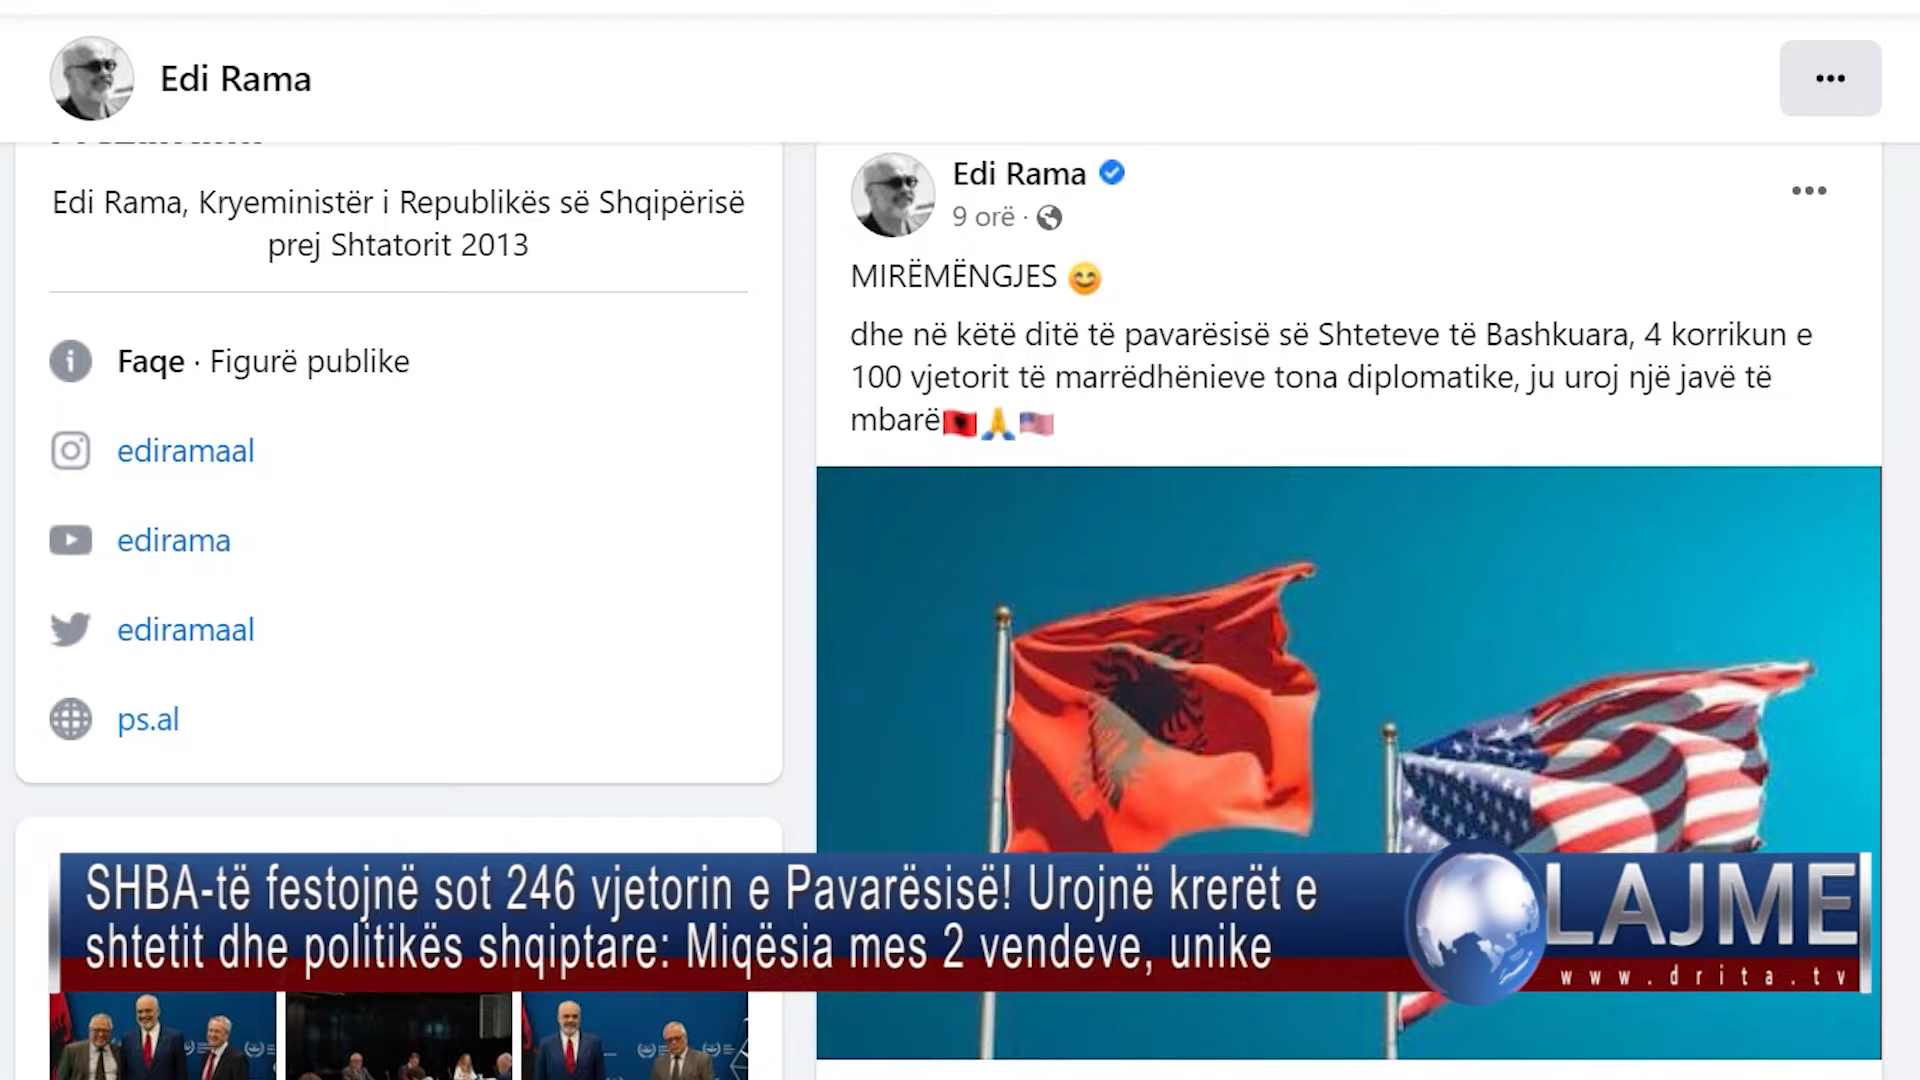 Edi Rama
Edi Rama, Kryeministër i Republikës së Shqipërisë
prej Shtatorit 2013
Faqe · Figurë publike
ediramaal
edirama
ediramaal
ps.al
Edi Rama
9 orë ·
MIRËMËNGJES 😊
dhe në këtë ditë të pavarësisë së Shteteve të Bashkuara, 4 korrikun e
100 vjetorit të marrëdhënieve tona diplomatike, ju uroj një javë të
mbarë🇦🇱🙏🇺🇸
SHBA-të festojnë sot 246 vjetorin e Pavarësisë! Urojnë krerët e
shtetit dhe politikës shqiptare: Miqësia mes 2 vendeve, unike
LAJME
www.drita.tv